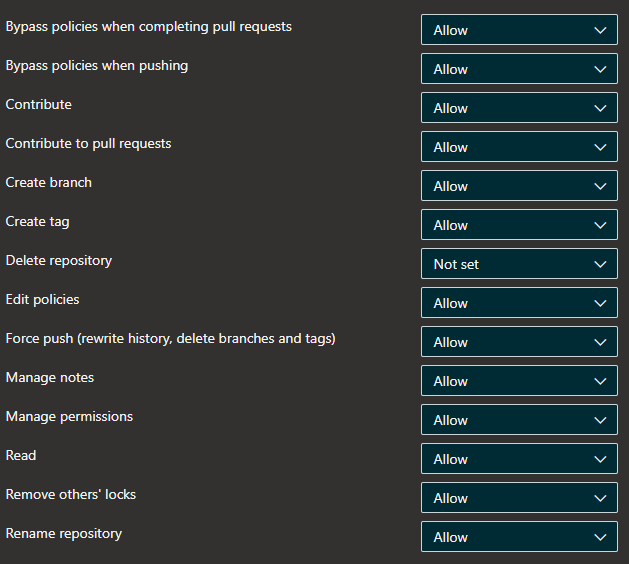 Bypass policies when completing pull requests Allow
Bypass policies when pushing Allow
Contribute Allow
Contribute to pull requests Allow
Create branch Allow
Create tag Allow
Delete repository Not set
Edit policies Allow
Force push (rewrite history, delete branches and tags) Allow
Manage notes Allow
Manage permissions Allow
Read Allow
Remove others' locks Allow
Rename repository Allow